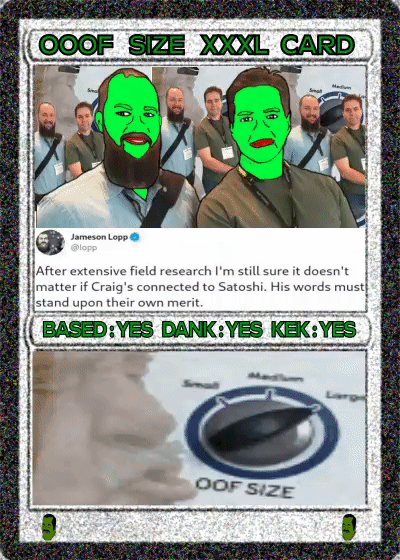 OOOF SIZE XXXL CARD
Small
Medium
Jameson Lopp
@lopp
After extensive field research I'm still sure it doesn't
matter if Craig's connected to Satoshi. His words must
stand upon their own merit.
BASED:YES DANK:YES KEK:YES
Small
Medium
Large
OOF SIZE